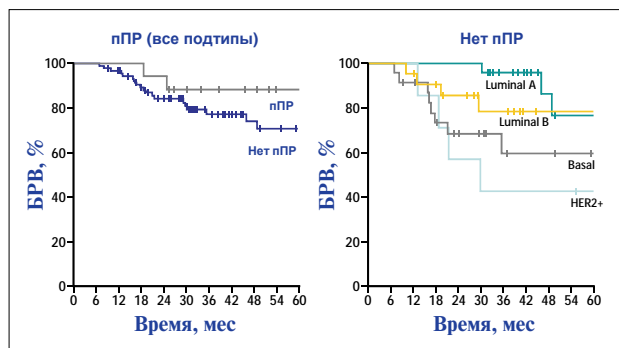 пПР (все подтипы)
БРВ, %
100
80
60
40
20
0
пПР
Нет пПР
0 6 12 18 24 30 36 42 48 54 60
Время, мес
Нет пПР
БРВ, %
100
80
60
40
20
0
Luminal A
Luminal B
Basal
HER2+
0 6 12 18 24 30 36 42 48 54 60
Время, мес